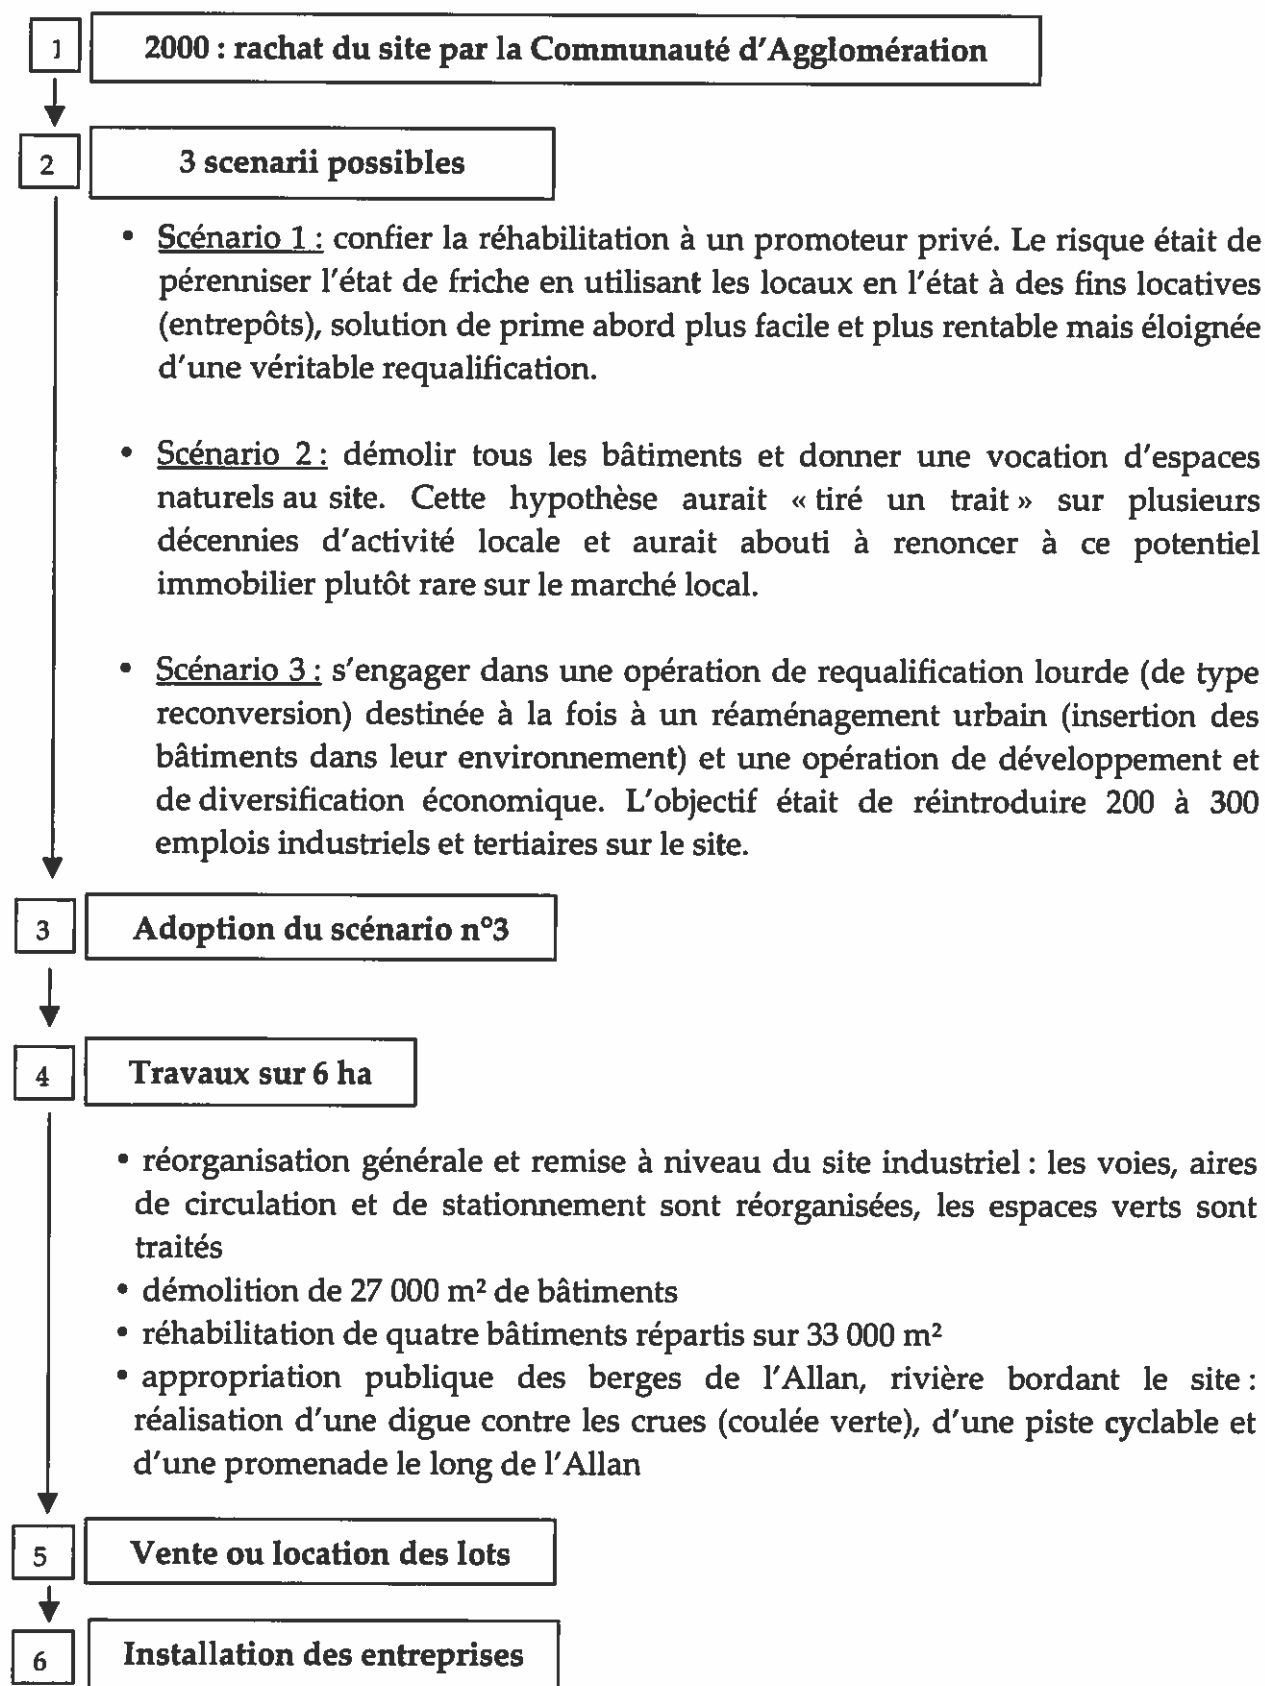 1
2000 : rachat du site par la Communauté d'Agglomération
2
3 scenarii possibles
• Scénario 1 : confier la réhabilitation à un promoteur privé. Le risque était de
pérenniser l'état de friche en utilisant les locaux en l'état à des fins locatives
(entrepôts), solution de prime abord plus facile et plus rentable mais éloignée
d'une véritable requalification.
• Scénario 2 : démolir tous les bâtiments et donner une vocation d'espaces
naturels au site. Cette hypothèse aurait « tiré un trait » sur plusieurs
décennies d'activité locale et aurait abouti à renoncer à ce potentiel
immobilier plutôt rare sur le marché local.
• Scénario 3 : s'engager dans une opération de requalification lourde (de type
reconversion) destinée à la fois à un réaménagement urbain (insertion des
bâtiments dans leur environnement) et une opération de développement et
de diversification économique. L'objectif était de réintroduire 200 à 300
emplois industriels et tertiaires sur le site.
3
Adoption du scénario n°3
4
Travaux sur 6 ha
• réorganisation générale et remise à niveau du site industriel : les voies, aires
de circulation et de stationnement sont réorganisées, les espaces verts sont
traités
• démolition de 27 000 m² de bâtiments
• réhabilitation de quatre bâtiments répartis sur 33 000 m²
• appropriation publique des berges de l'Allan, rivière bordant le site :
réalisation d'une digue contre les crues (coulée verte), d'une piste cyclable et
d'une promenade le long de l'Allan
5
Vente ou location des lots
6
Installation des entreprises